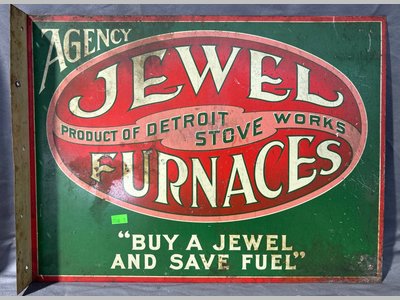 AGENCY
JEWEL
PRODUCT OF DETROIT STOVE WORKS
FURNACES
"BUY A JEWEL
AND SAVE FUEL"